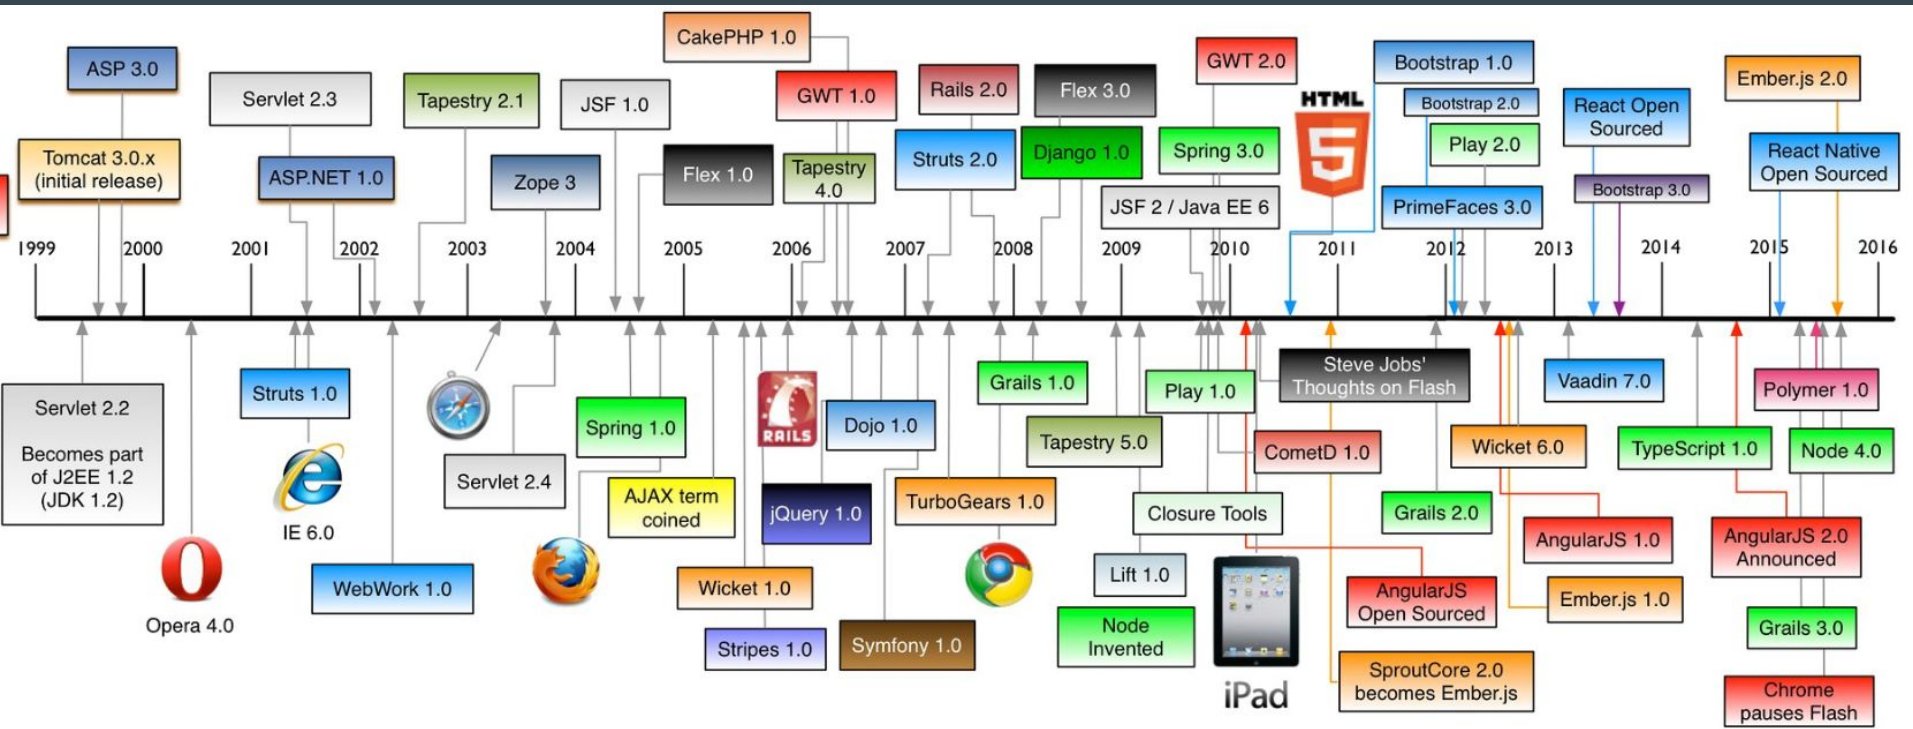 CakePHP 1.0
ASP 3.0
Servlet 2.3
Tapestry 2.1
JSF 1.0
GWT 1.0
Rails 2.0
Flex 3.0
GWT 2.0
HTML
5
Bootstrap 1.0
Bootstrap 2.0
React Open
Sourced
Ember.js 2.0
Tomcat 3.0.x
(initial release)
ASP.NET 1.0
Zope 3
Flex 1.0
Tapestry
4.0
Struts 2.0
Django 1.0
Spring 3.0
JSF 2 / Java EE 6
Play 2.0
PrimeFaces 3.0
Bootstrap 3.0
React Native
Open Sourced
1999
2000
2001
2002
2003
2004
2005
2006
2007
2008
2009
2010
2011
2012
2013
2014
2015
2016
Servlet 2.2
Becomes part
of J2EE 1.2
(JDK 1.2)
Opera 4.0
Struts 1.0
IE 6.0
WebWork 1.0
Servlet 2.4
Spring 1.0
AJAX term
coined
Wicket 1.0
Stripes 1.0
RAILS
jQuery 1.0
Dojo 1.0
Symfony 1.0
TurboGears 1.0
Grails 1.0
Tapestry 5.0
Lift 1.0
Node
Invented
Play 1.0
Closure Tools
CometD 1.0
iPad
Steve Jobs'
Thoughts on Flash
AngularJS
Open Sourced
SproutCore 2.0
becomes Ember.js
Grails 2.0
Wicket 6.0
AngularJS 1.0
Ember.js 1.0
Vaadin 7.0
TypeScript 1.0
AngularJS 2.0
Announced
Polymer 1.0
Node 4.0
Grails 3.0
Chrome
pauses Flash